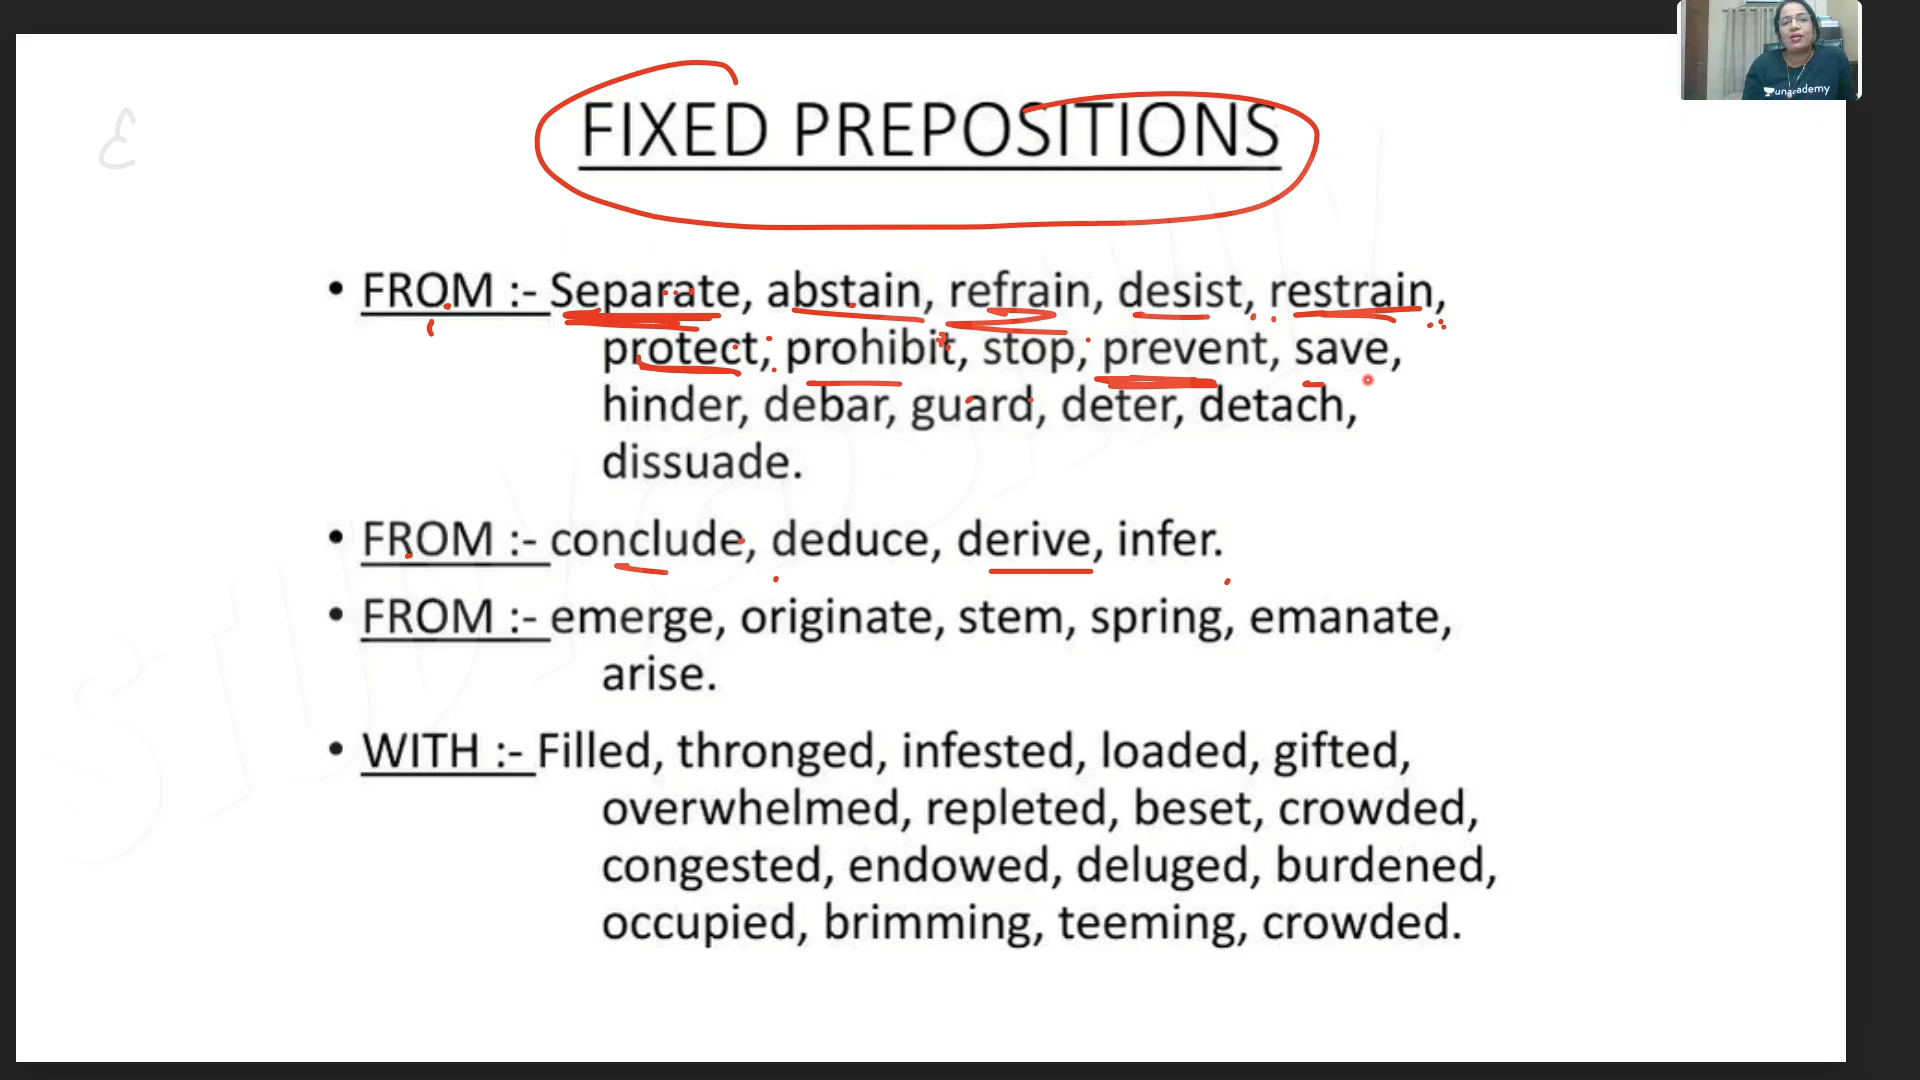 unacademy
FIXED PREPOSITIONS
• FROM :- Separate, abstain, refrain, desist, restrain,
protect, prohibit, stop, prevent, save,
hinder, debar, guard, deter, detach,
dissuade.
• FROM :- conclude, deduce, derive, infer.
• FROM :- emerge, originate, stem, spring, emanate,
arise.
• WITH :- Filled, thronged, infested, loaded, gifted,
overwhelmed, repleted, beset, crowded,
congested, endowed, deluged, burdened,
occupied, brimming, teeming, crowded.